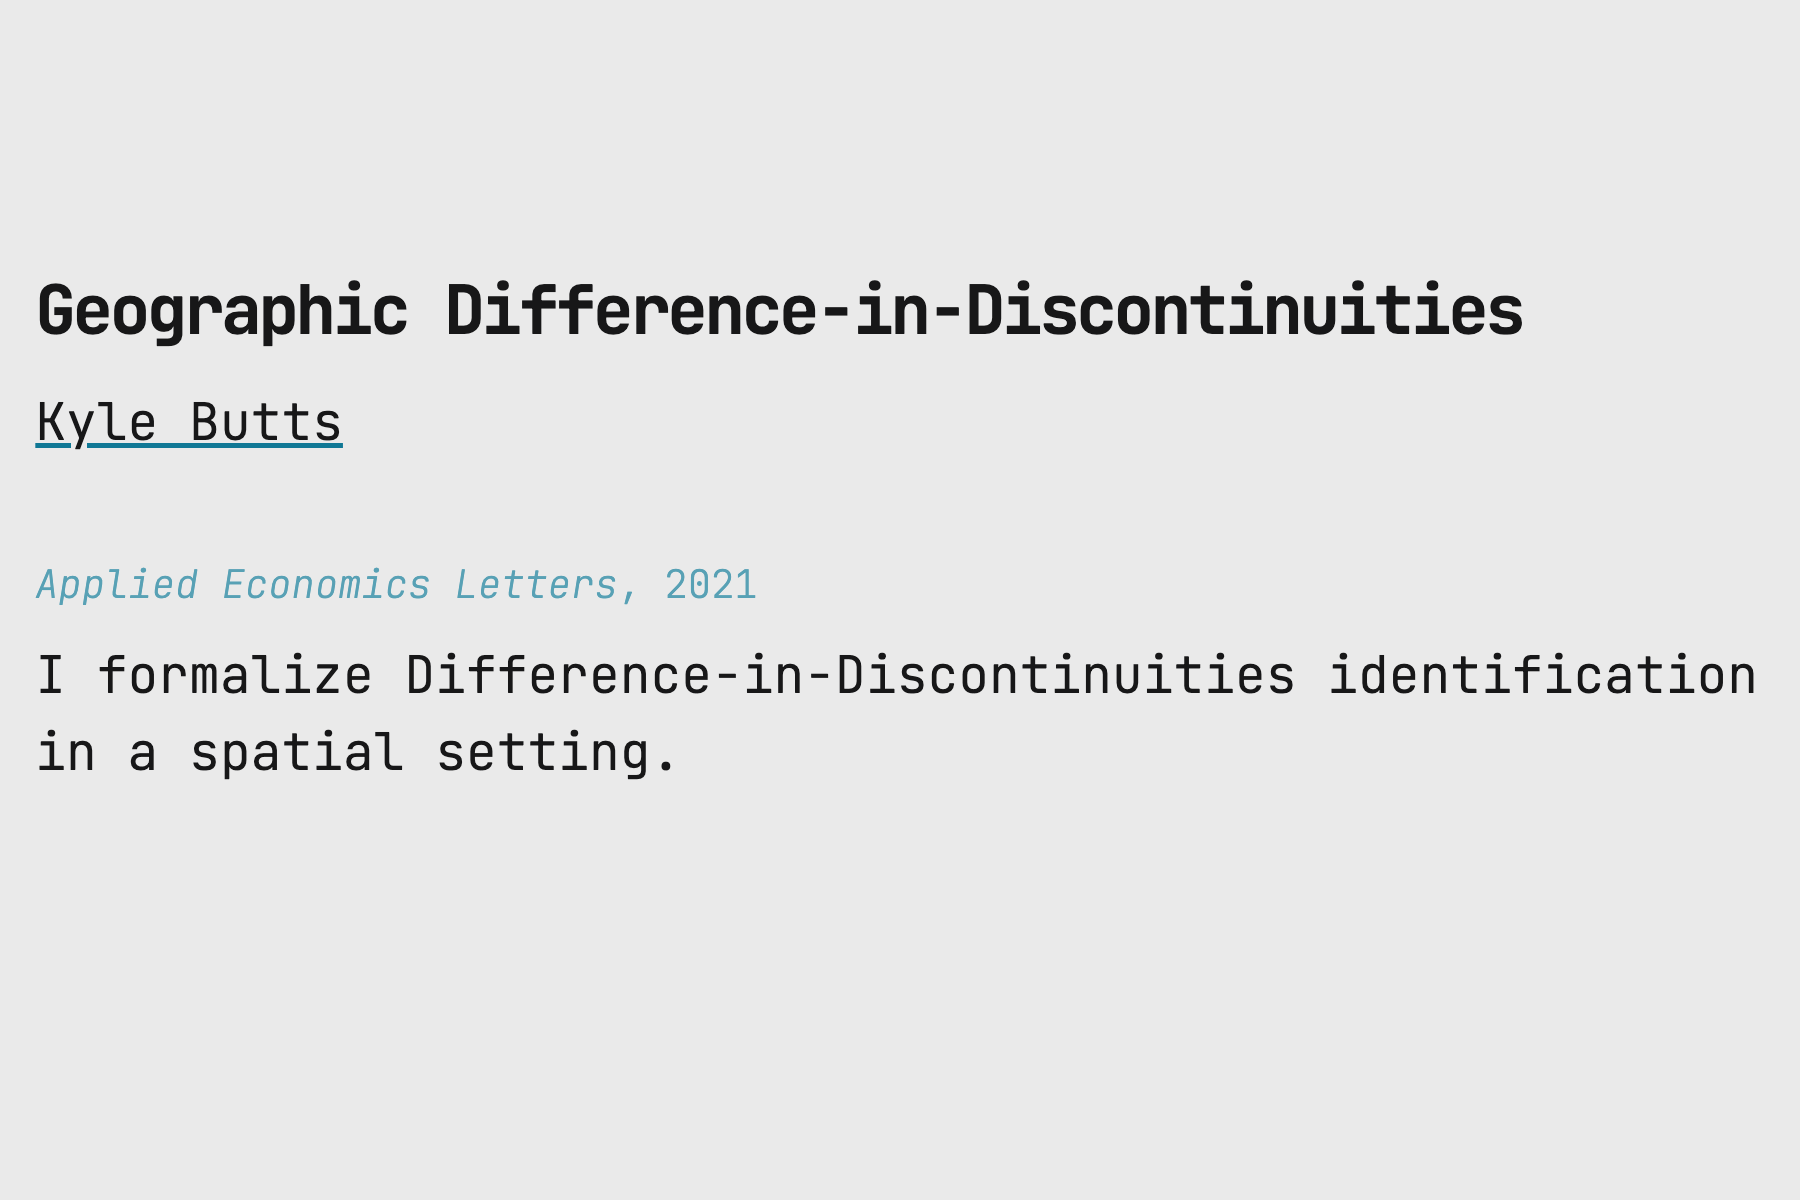 Geographic Difference-in-Discontinuities
Kyle Butts
Applied Economics Letters, 2021
I formalize Difference-in-Discontinuities identification
in a spatial setting.